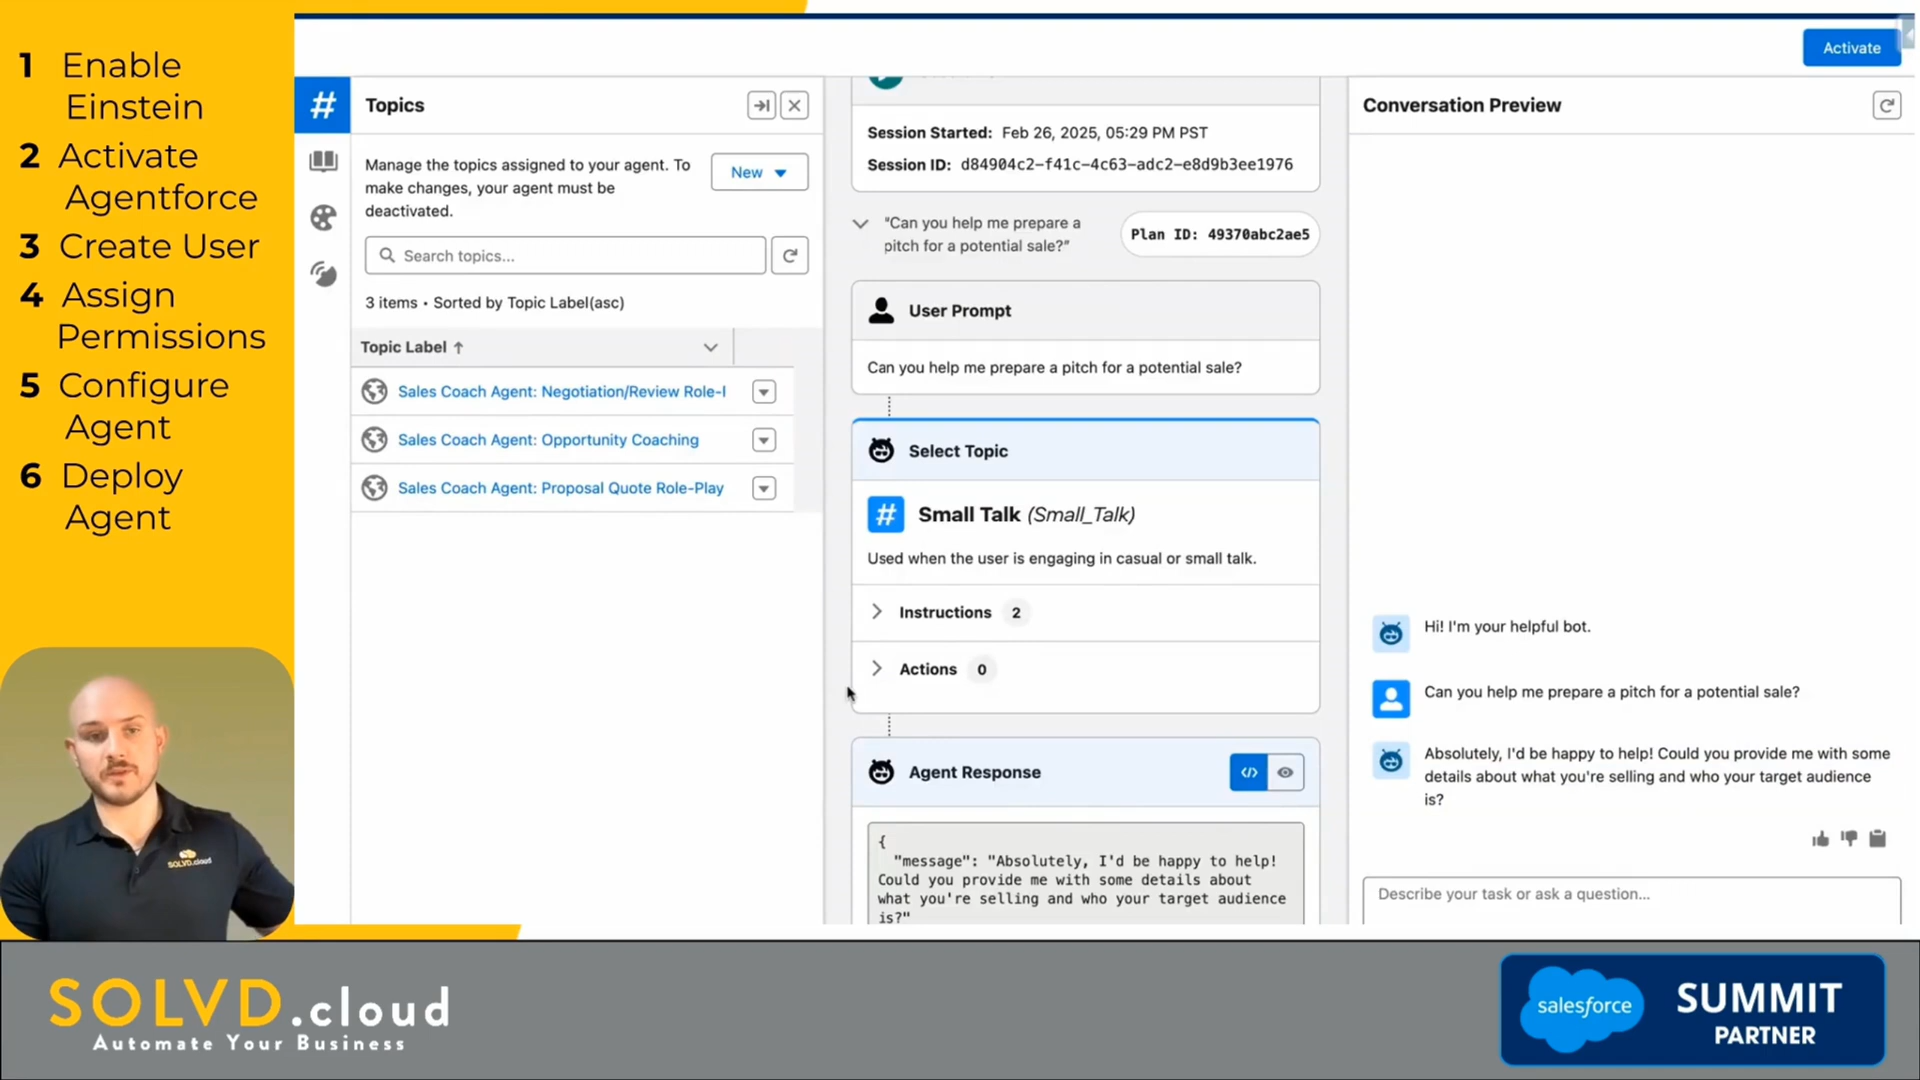 1 Enable
Einstein
2 Activate
Agentforce
3 Create User
4 Assign
Permissions
5 Configure
Agent
6 Deploy
Agent
Activate
#
Topics
Manage the topics assigned to your agent. To
make changes, your agent must be
deactivated.
New
Search topics...
3 items • Sorted by Topic Label(asc)
Topic Label ↑
Sales Coach Agent: Negotiation/Review Role-
Sales Coach Agent: Opportunity Coaching
Sales Coach Agent: Proposal Quote Role-Play
Session Started: Feb 26, 2025, 05:29 PM PST
Session ID: d84904c2-f41c-4c63-adc2-e8d9b3ee1976
"Can you help me prepare a
pitch for a potential sale?"
Plan ID: 49370abc2ae5
User Prompt
Can you help me prepare a pitch for a potential sale?
Select Topic
# Small Talk (Small_Talk)
Used when the user is engaging in casual or small talk.
Instructions 2
Actions 0
Agent Response
</>
{
"message": "Absolutely, I'd be happy to help!
Could you provide me with some details about
what you're selling and who your target audience
is?"
Conversation Preview
Hi! I'm your helpful bot.
Can you help me prepare a pitch for a potential sale?
Absolutely, I'd be happy to help! Could you provide me with some
details about what you're selling and who your target audience
is?
Describe your task or ask a question...
SOLVD.cloud
SOLVD.cloud
Automate Your Business
salesforce
SUMMIT
PARTNER